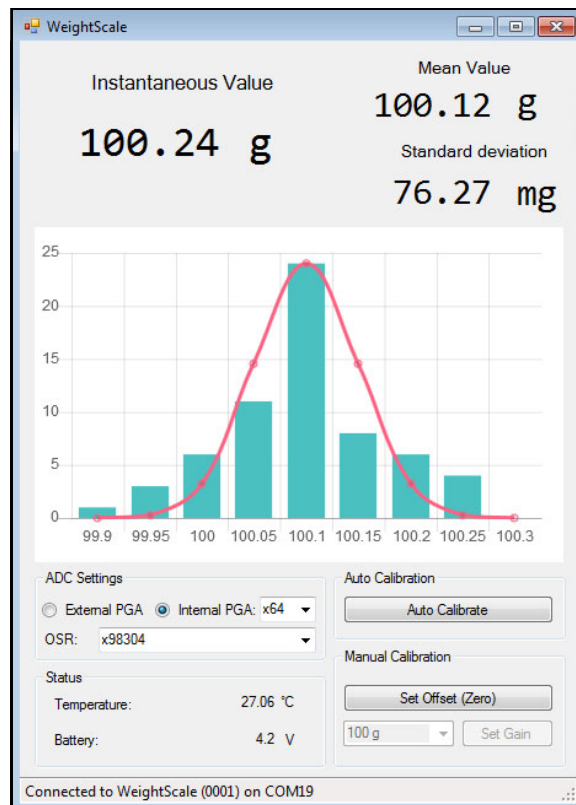 WeightScale
Instantaneous Value
100.24 g
Mean Value
100.12 g
Standard deviation
76.27 mg
25
20
15
10
5
0
99.9 99.95 100 100.05 100.1 100.15 100.2 100.25 100.3
ADC Settings
External PGA Internal PGA: x64
OSR: x98304
Status
Temperature: 27.06 °C
Battery: 4.2 V
Auto Calibration
Auto Calibrate
Manual Calibration
Set Offset (Zero)
100 g Set Gain
Connected to WeightScale (0001) on COM19